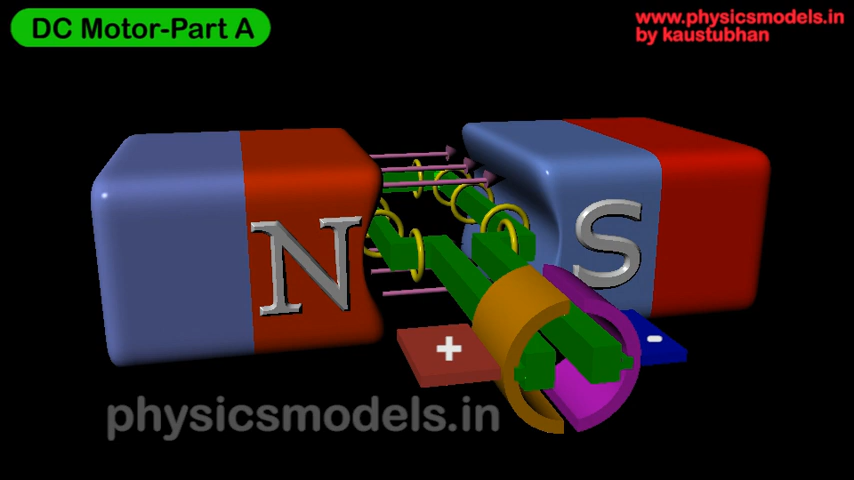 DC Motor-Part A
www.physicsmodels.in
by kaustubhan
N
S
+
-
physicsmodels.in